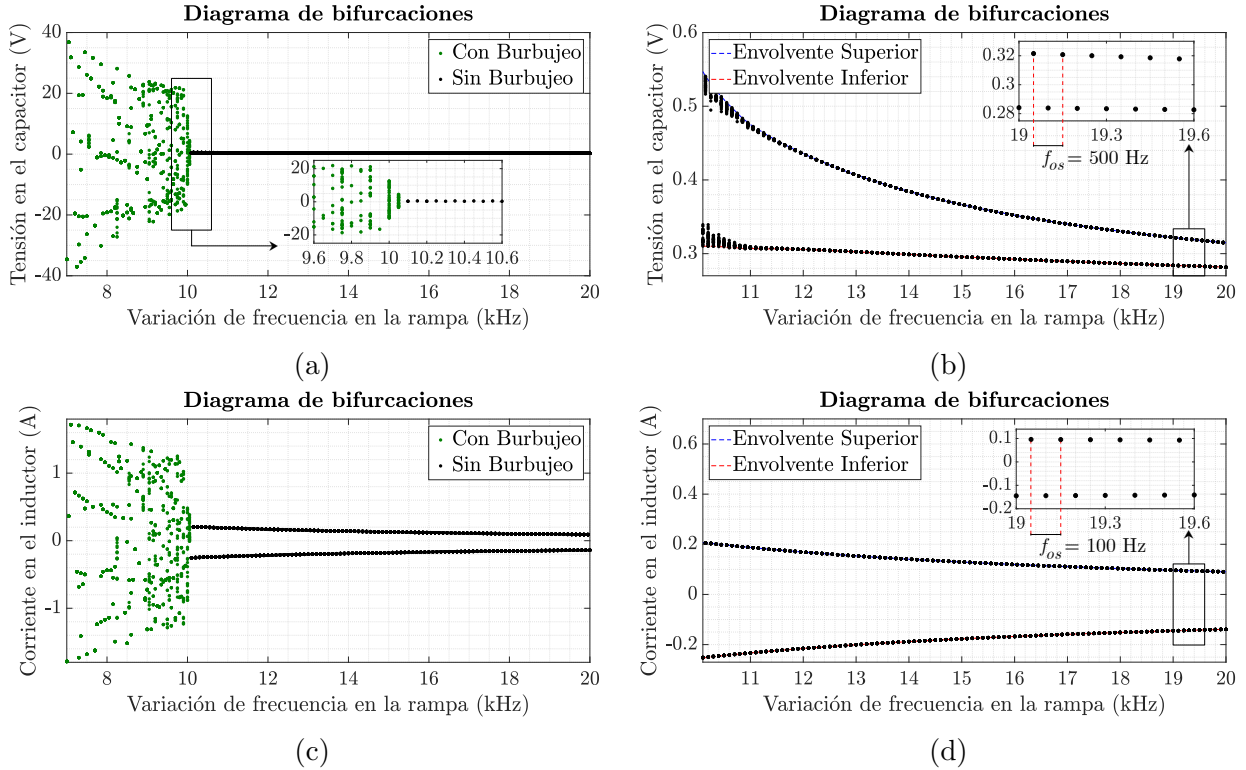 Diagrama de bifurcaciones
Tensión en el capacitor (V)
40
20
0
-20
-40
8
10
12
14
16
18
20
Variación de frecuencia en la rampa (kHz)
Con Burbujeo
Sin Burbujeo
20
0
-20
9.6
9.8
10.0
10.2
10.4
10.6
(a)
Diagrama de bifurcaciones
Tensión en el capacitor (V)
0.6
0.5
0.4
0.3
11
12
13
14
15
16
17
18
19
20
Variación de frecuencia en la rampa (kHz)
Envolvente Superior
Envolvente Inferior
0.32
0.3
0.28
19
19.3
19.6
fos = 500 Hz
(b)
Diagrama de bifurcaciones
Corriente en el inductor (A)
1
0
-1
8
10
12
14
16
18
20
Variación de frecuencia en la rampa (kHz)
Con Burbujeo
Sin Burbujeo
(c)
Diagrama de bifurcaciones
Corriente en el inductor (A)
0.6
0.4
0.2
0
-0.2
11
12
13
14
15
16
17
18
19
20
Variación de frecuencia en la rampa (kHz)
Envolvente Superior
Envolvente Inferior
0.1
0
-0.1
-0.2
19
19.3
19.6
fos = 100 Hz
(d)